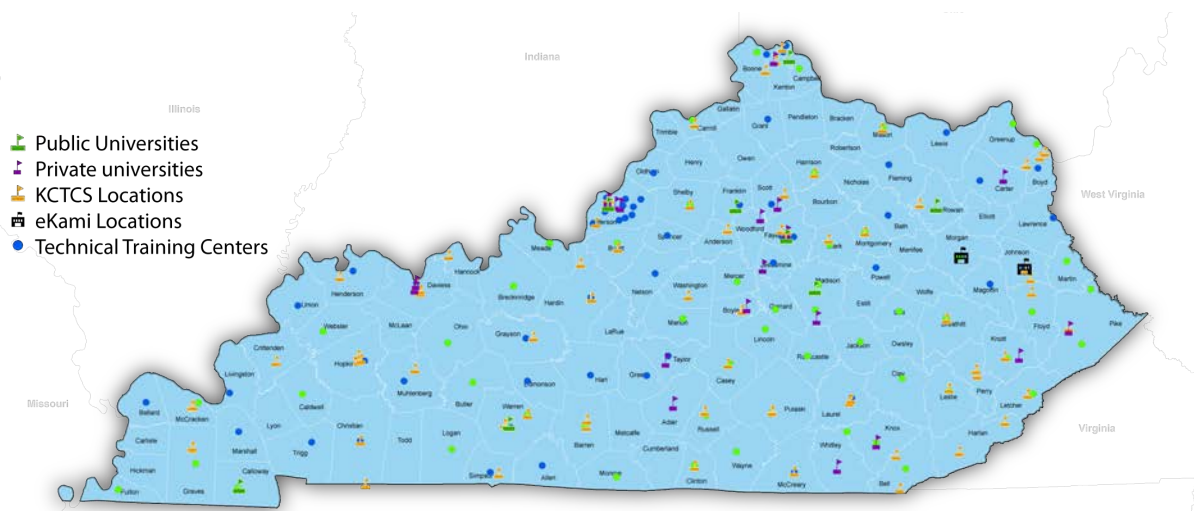 Indiana
Illinois
Missouri
West Virginia
Virginia
Public Universities
Private universities
KCTCS Locations
eKami Locations
Technical Training Centers
Boone
Campbell
Kenton
Gallatin
Grant
Pendleton
Bracken
Trimble
Carroll
Mason
Lewis
Greenup
Robertson
Owen
Henry
Harrison
Nicholas
Fleming
Carter
Boyd
Oldham
Shelby
Franklin
Scott
Bourbon
Rowan
Elliott
Lawrence
Bath
Woodford
Anderson
Spencer
Montgomery
Menifee
Morgan
Johnson
Martin
Meade
Hancock
Daviess
Henderson
Union
Webster
McLean
Ohio
Breckinridge
Hardin
Nelson
Washington
Mercer
Madison
Powell
Estill
Wolfe
Magoffin
Floyd
Pike
Boyle
Marion
LaRue
Grayson
Lincoln
Jackson
Owsley
Knott
Perry
Letcher
Leslie
Clay
Laurel
Pulaski
Casey
Taylor
Green
Hart
Edmonson
Butler
Muhlenberg
Crittenden
Livingston
Caldwell
Lyon
Christian
Todd
Logan
Warren
Barren
Metcalfe
Adair
Russell
Cumberland
Clinton
Wayne
McCreary
Whitley
Knox
Bell
Harlan
Monroe
Allen
Trigg
Calloway
Marshall
Graves
McCracken
Ballard
Carlisle
Hickman
Fulton